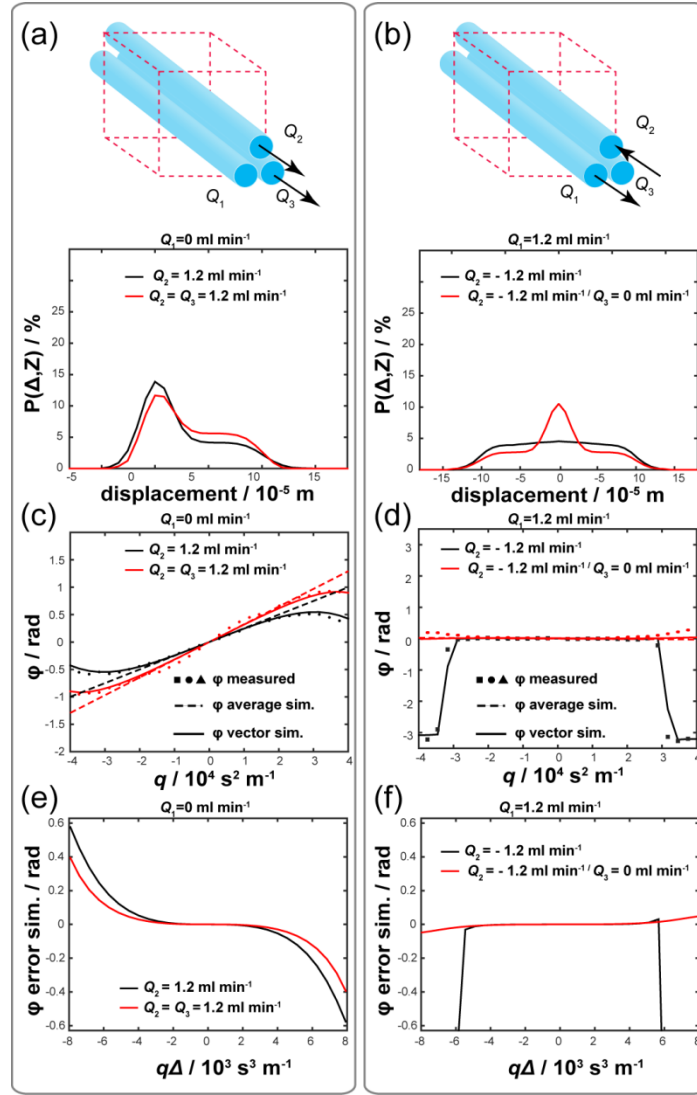 (a)
Q2
Q1
Q3
Q1=0 ml min-1
Q2 = 1.2 ml min-1
Q2 = Q3 = 1.2 ml min-1
P(Δ,Z) / %
30
25
20
15
10
5
0
-5 0 5 10 15
displacement / 10-5 m
(b)
Q2
Q1
Q3
Q1=1.2 ml min-1
Q2 = - 1.2 ml min-1
Q2 = - 1.2 ml min-1 / Q3 = 0 ml min-1
P(Δ,Z) / %
30
25
20
15
10
5
0
-15 -10 -5 0 5 10 15
displacement / 10-5 m
(c)
Q1=0 ml min-1
Q2 = 1.2 ml min-1
Q2 = Q3 = 1.2 ml min-1
φ / rad
1.5
1
0.5
0
-0.5
-1
-1.5
-2
φ measured
φ average sim.
φ vector sim.
-4 -3 -2 -1 0 1 2 3 4
q / 104 s2 m-1
(d)
Q1=1.2 ml min-1
Q2 = - 1.2 ml min-1
Q2 = - 1.2 ml min-1 / Q3 = 0 ml min-1
φ / rad
3
2
1
0
-1
-2
-3
φ measured
φ average sim.
φ vector sim.
-4 -3 -2 -1 0 1 2 3 4
q / 104 s2 m-1
(e)
Q1=0 ml min-1
φ error sim. / rad
0.6
0.4
0.2
0
-0.2
-0.4
-0.6
Q2 = 1.2 ml min-1
Q2 = Q3 = 1.2 ml min-1
-8 -6 -4 -2 0 2 4 6 8
qΔ / 103 s3 m-1
(f)
Q1=1.2 ml min-1
Q2 = - 1.2 ml min-1
Q2 = - 1.2 ml min-1 / Q3 = 0 ml min-1
φ error sim. / rad
0.6
0.4
0.2
0
-0.2
-0.4
-0.6
-8 -6 -4 -2 0 2 4 6 8
qΔ / 103 s3 m-1